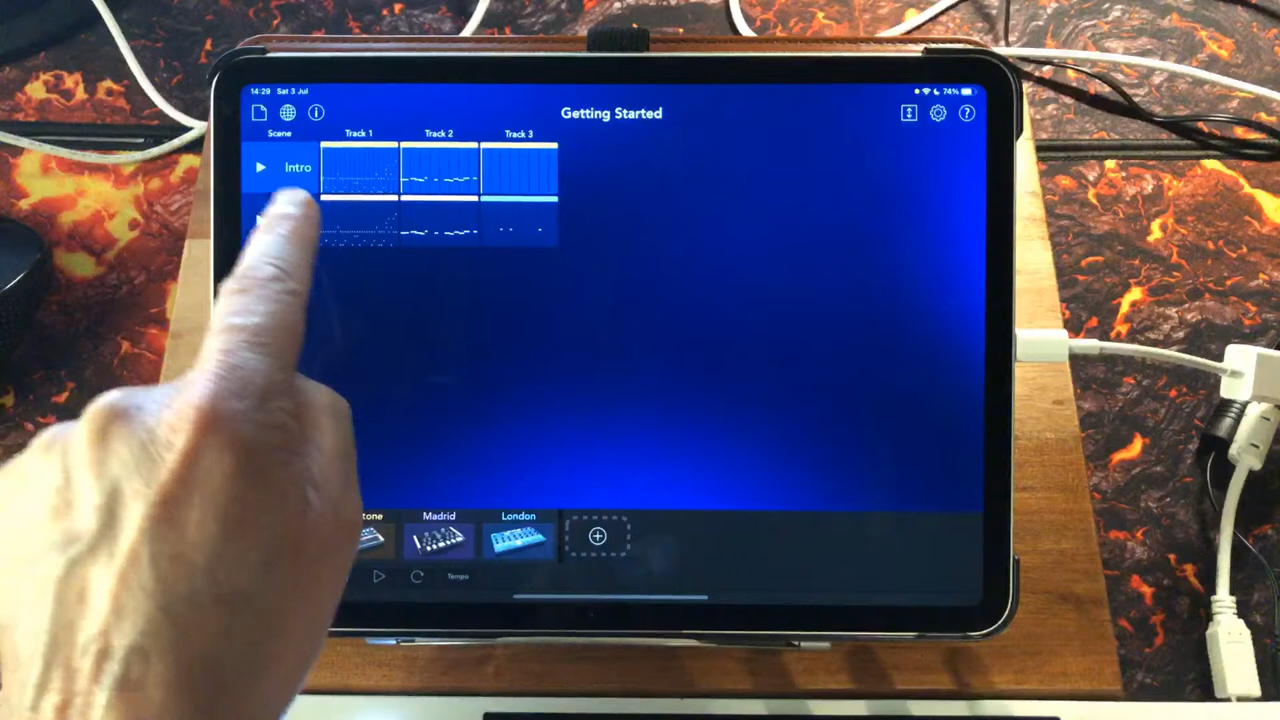 14:29 Sat 3 Jul 74%
Getting Started
Scene Track 1 Track 2 Track 3
Intro
tone Madrid London
Tempo